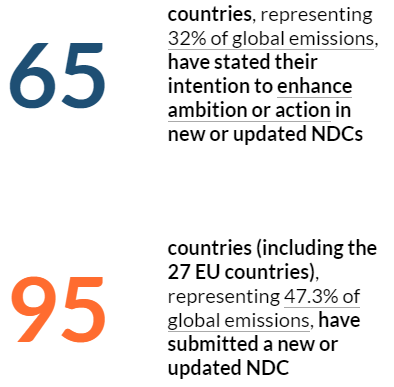 65
countries, representing
32% of global emissions,
have stated their
intention to enhance
ambition or action in
new or updated NDCs
95
countries (including the
27 EU countries),
representing 47.3% of
global emissions, have
submitted a new or
updated NDC